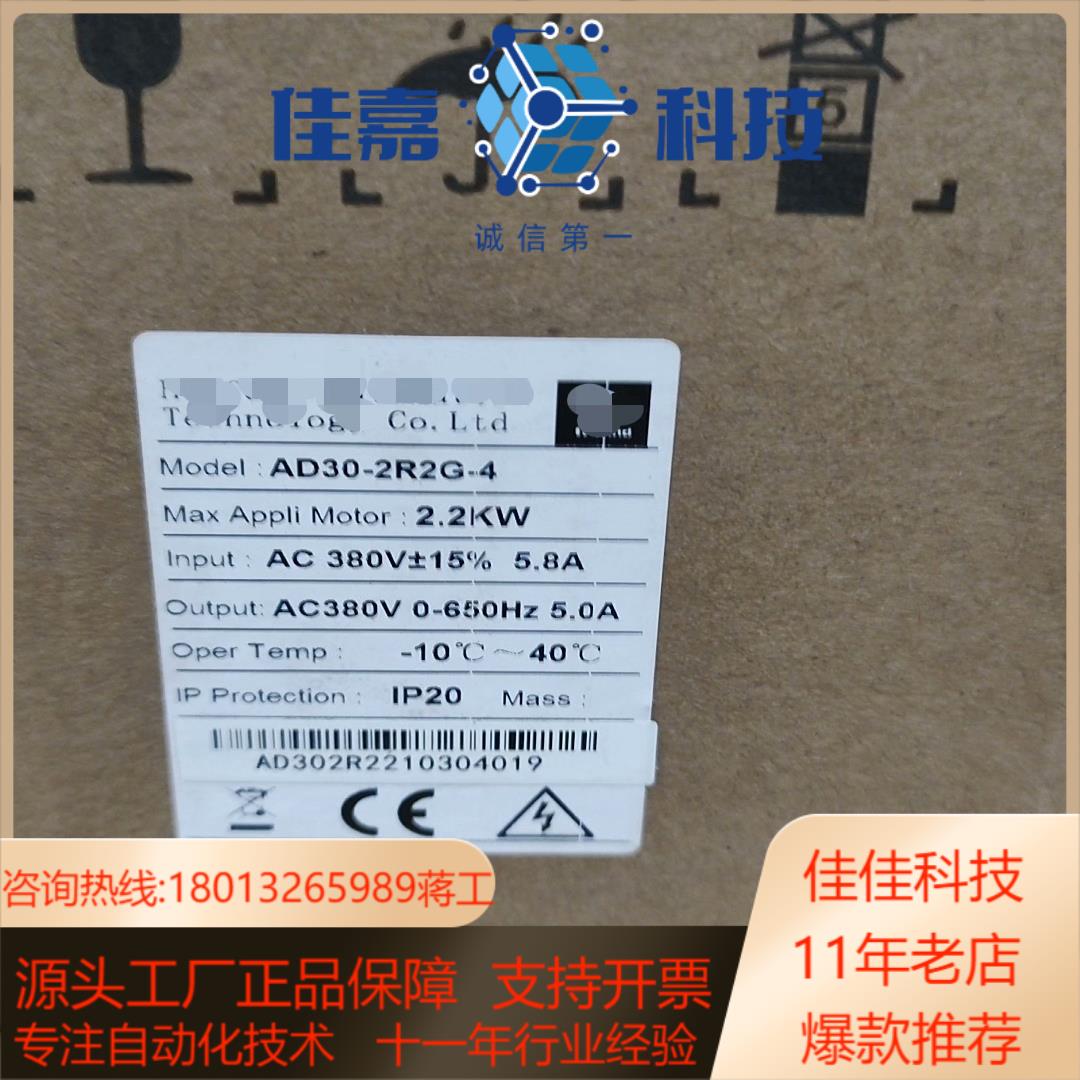 佳嘉科技
诚信第一
Technology Co.Ltd
Model : AD30-2R2G-4
Max Appli Motor : 2.2KW
Input : AC 380V±15% 5.8A
Output: AC380V 0-650Hz 5.0A
Oper Temp : -10℃ ~ 40℃
IP Protection : IP20 Mass :
AD302R2210304019
CE
咨询热线:18013265989蒋工
源头工厂正品保障 支持开票
专注自动化技术 十一年行业经验
佳佳科技
11年老店
爆款推荐